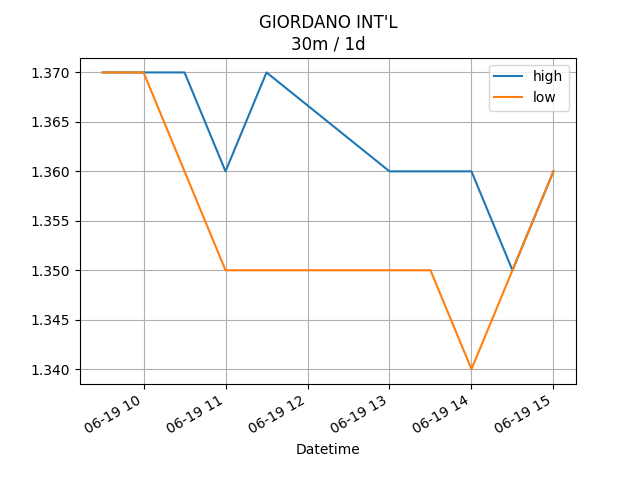 GIORDANO INT'L
30m / 1d
high
low
1.370
1.365
1.360
1.355
1.350
1.345
1.340
06-19 10
06-19 11
06-19 12
06-19 13
06-19 14
06-19 15
Datetime